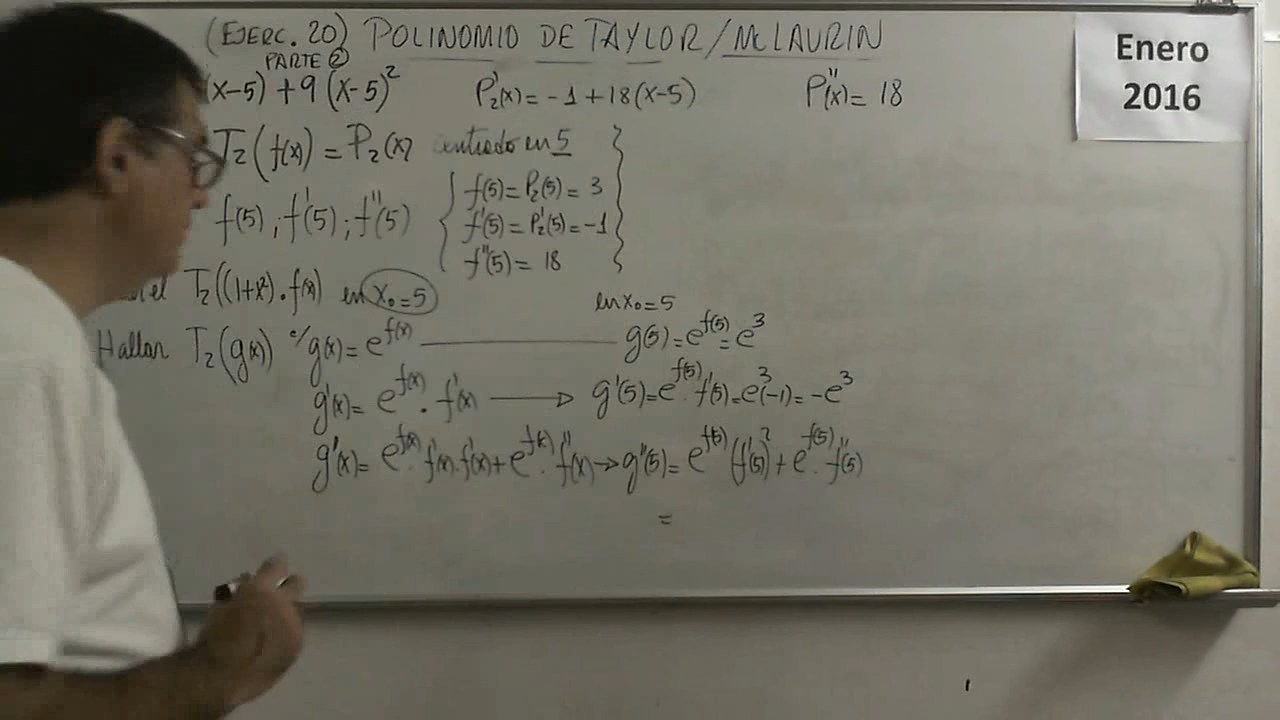 (EJERC. 20) POLINOMIO DE TAYLOR/MCLAURIN
PARTE ②
(x-5) + 9(x-5)² P₂'(x) = -1 + 18(x-5) P''(x) = 18
T₂(f(x)) = P₂(x) centrado en 5
f(5) ; f'(5) ; f''(5)
f(5) = P₂(5) = 3
f'(5) = P₂'(5) = -1
f''(5) = 18
el T₂((1+x²).f(x)) en x₀=5
en x₀=5
Hallar T₂(g(x)) c/ g(x) = e^f(x) g(5) = e^f(5) = e³
g'(x) = e^f(x) . f'(x) → g'(5) = e^f(5) . f'(5) = e³(-1) = -e³
g'(x) = e^f(x) . f'(x) . f'(x) + e^f(x) . f''(x) → g''(5) = e^f(5) (f'(5))² + e^f(5) . f''(5)
=
Enero
2016